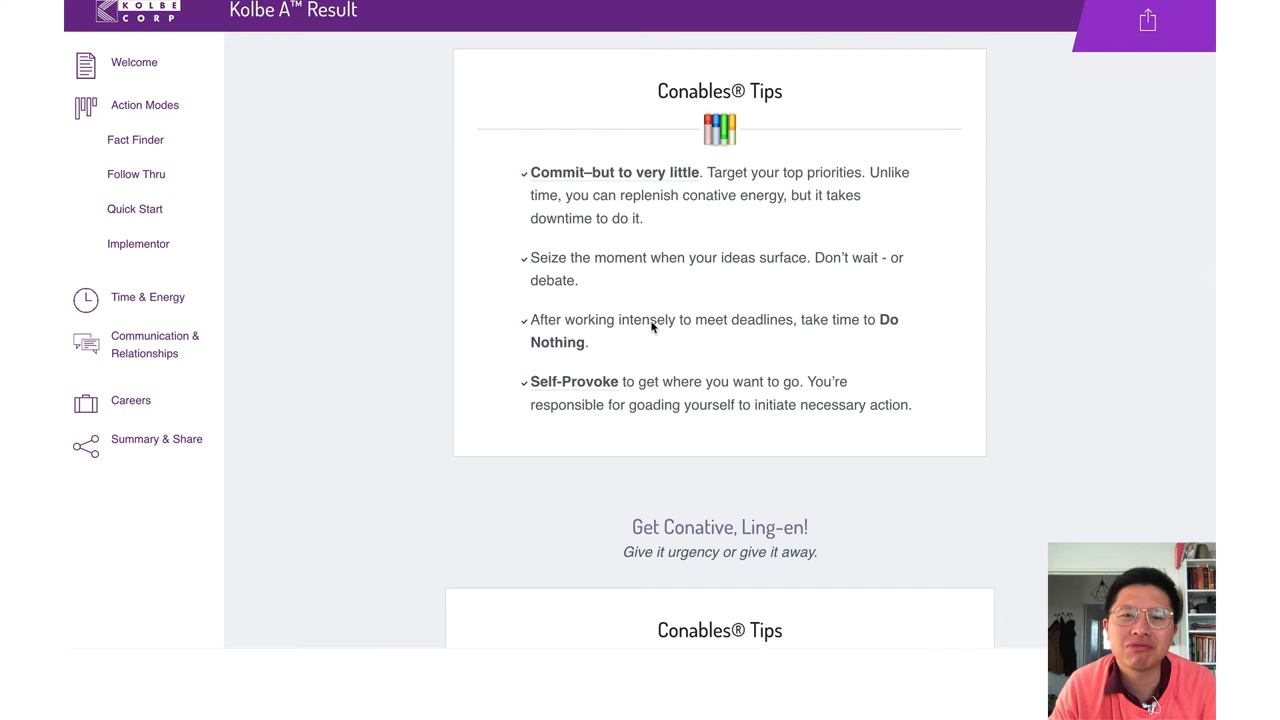 KOLBE
CORP
Kolbe A™ Result
Welcome
Action Modes
Fact Finder
Follow Thru
Quick Start
Implementor
Time & Energy
Communication &
Relationships
Careers
Summary & Share
Conables® Tips
Commit–but to very little. Target your top priorities. Unlike
time, you can replenish conative energy, but it takes
downtime to do it.
Seize the moment when your ideas surface. Don’t wait - or
debate.
After working intensely to meet deadlines, take time to Do
Nothing.
Self-Provoke to get where you want to go. You’re
responsible for goading yourself to initiate necessary action.
Get Conative, Ling-en!
Give it urgency or give it away.
Conables® Tips